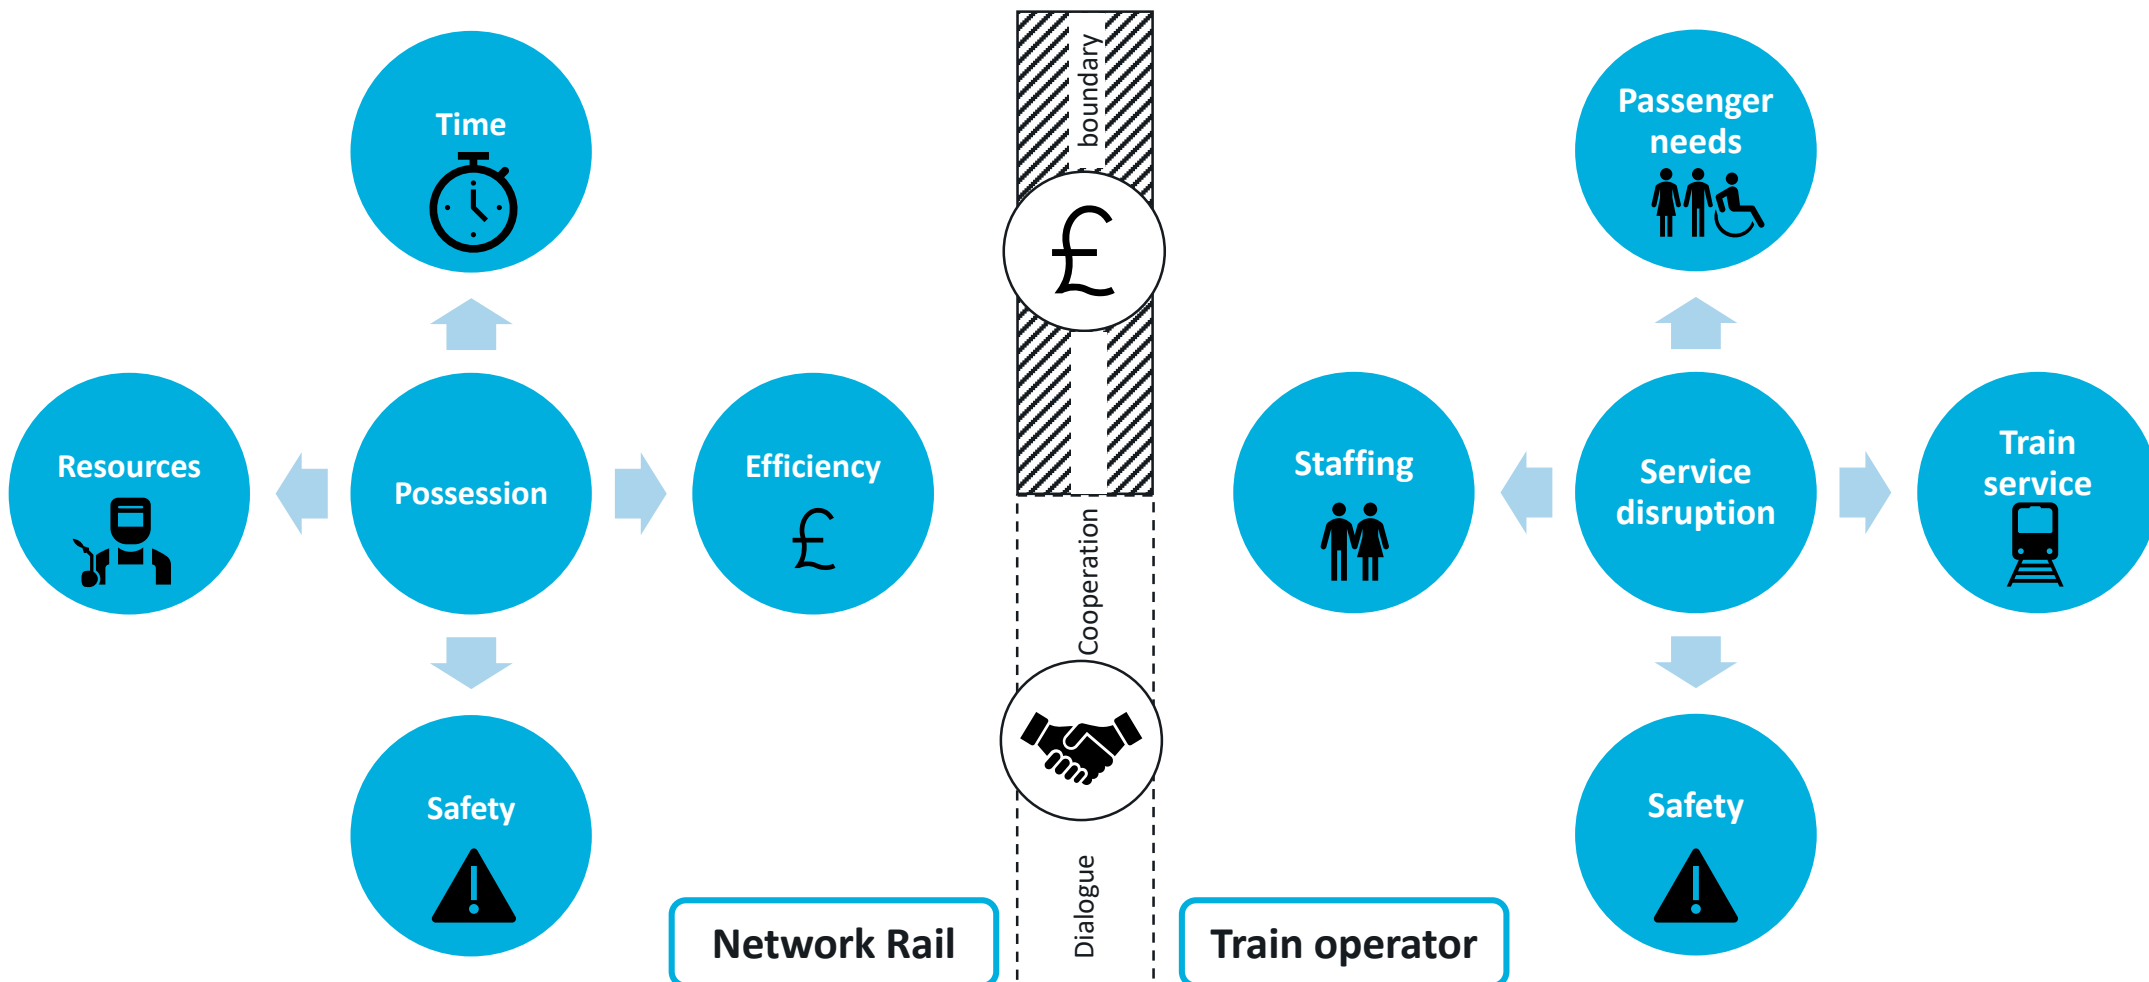 Time
Resources
Possession
Efficiency
£
Safety
Network Rail
boundary
£
Cooperation
Dialogue
Passenger
needs
Staffing
Service
disruption
Train
service
Safety
Train operator